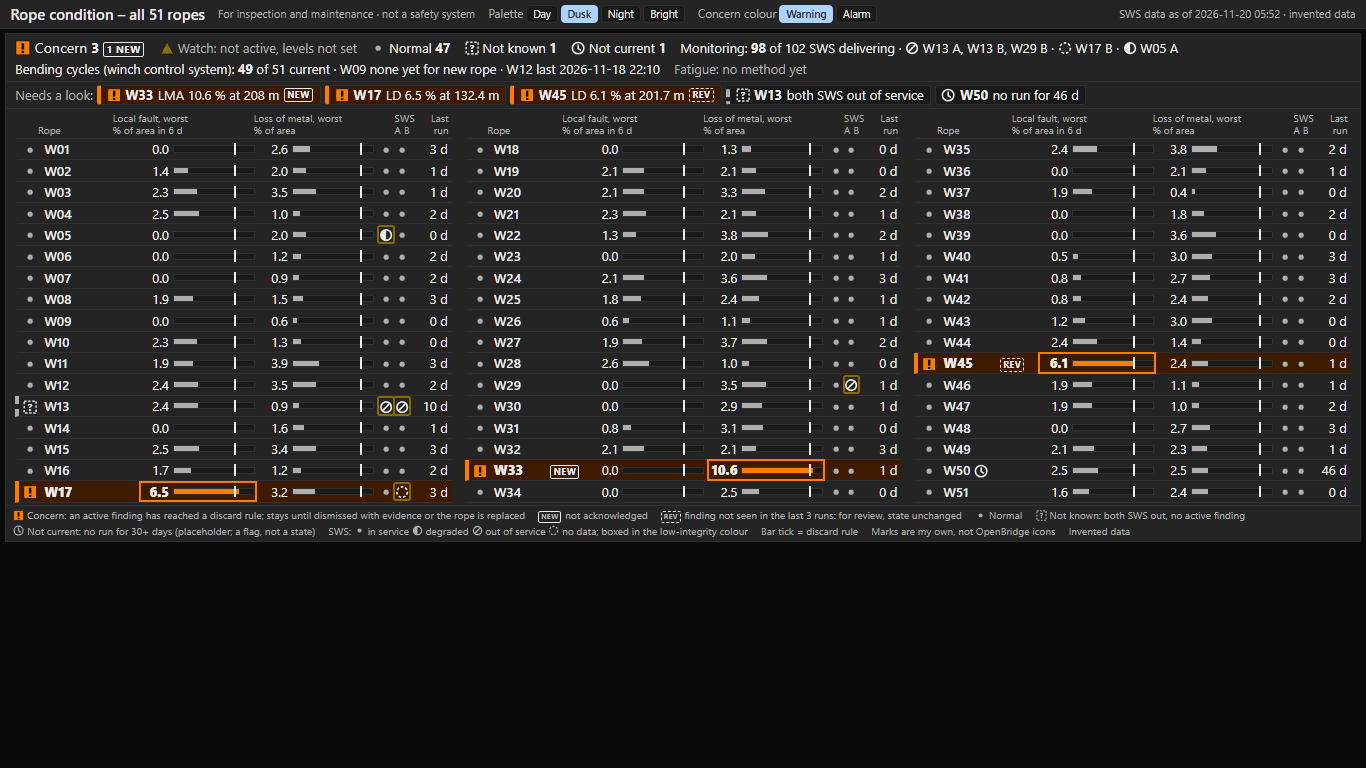 Rope condition – all 51 ropes For inspection and maintenance · not a safety system Palette Day Dusk Night Bright Concern colour Warning Alarm SWS data as of 2026-11-20 05:52 · invented data
Concern 3 1 NEW Watch: not active, levels not set Normal 47 Not known 1 Not current 1 Monitoring: 98 of 102 SWS delivering · W13 A, W13 B, W29 B · W17 B · W05 A
Bending cycles (winch control system): 49 of 51 current · W09 none yet for new rope · W12 last 2026-11-18 22:10 Fatigue: no method yet
Needs a look: W33 LMA 10.6 % at 208 m NEW W17 LD 6.5 % at 132.4 m W45 LD 6.1 % at 201.7 m REV W13 both SWS out of service W50 no run for 46 d
Local fault, worst Loss of metal, worst SWS Last Local fault, worst Loss of metal, worst SWS Last Local fault, worst Loss of metal, worst SWS Last
Rope % of area in 6 d % of area A B run Rope % of area in 6 d % of area A B run Rope % of area in 6 d % of area A B run
W01 0.0 2.6 3 d W18 0.0 1.3 0 d W35 2.4 3.8 2 d
W02 1.4 2.0 1 d W19 2.1 2.1 0 d W36 0.0 2.1 1 d
W03 2.3 3.5 1 d W20 2.1 3.3 2 d W37 1.9 0.4 0 d
W04 2.5 1.0 2 d W21 2.3 2.1 1 d W38 0.0 1.8 2 d
W05 0.0 2.0 0 d W22 1.3 3.8 2 d W39 0.0 3.6 0 d
W06 0.0 1.2 2 d W23 0.0 2.0 1 d W40 0.5 3.0 3 d
W07 0.0 0.9 2 d W24 2.1 3.6 3 d W41 0.8 2.7 3 d
W08 1.9 1.5 3 d W25 1.8 2.4 1 d W42 0.8 2.4 2 d
W09 0.0 0.6 0 d W26 0.6 1.1 1 d W43 1.2 3.0 0 d
W10 2.3 1.3 0 d W27 1.9 3.7 2 d W44 2.4 1.4 0 d
W11 1.9 3.9 3 d W28 2.6 1.0 0 d W45 REV 6.1 2.4 1 d
W12 2.4 3.5 2 d W29 0.0 3.5 1 d W46 1.9 1.1 1 d
W13 2.4 0.9 10 d W30 0.0 2.9 1 d W47 1.9 1.0 2 d
W14 0.0 1.6 1 d W31 0.8 3.1 1 d W48 0.0 2.7 3 d
W15 2.5 3.4 3 d W32 2.1 2.1 3 d W49 2.1 2.3 1 d
W16 1.7 1.2 2 d W33 NEW 0.0 10.6 1 d W50 2.5 2.5 46 d
W17 6.5 3.2 3 d W34 0.0 2.5 0 d W51 1.6 2.4 0 d
Concern: an active finding has reached a discard rule; stays until dismissed with evidence or the rope is replaced NEW not acknowledged REV finding not seen in the last 3 runs: for review, state unchanged Normal Not known: both SWS out, no active finding
Not current: no run for 30+ days (placeholder; a flag, not a state) SWS: in service degraded out of service no data; boxed in the low-integrity colour Bar tick = discard rule Marks are my own, not OpenBridge icons Invented data